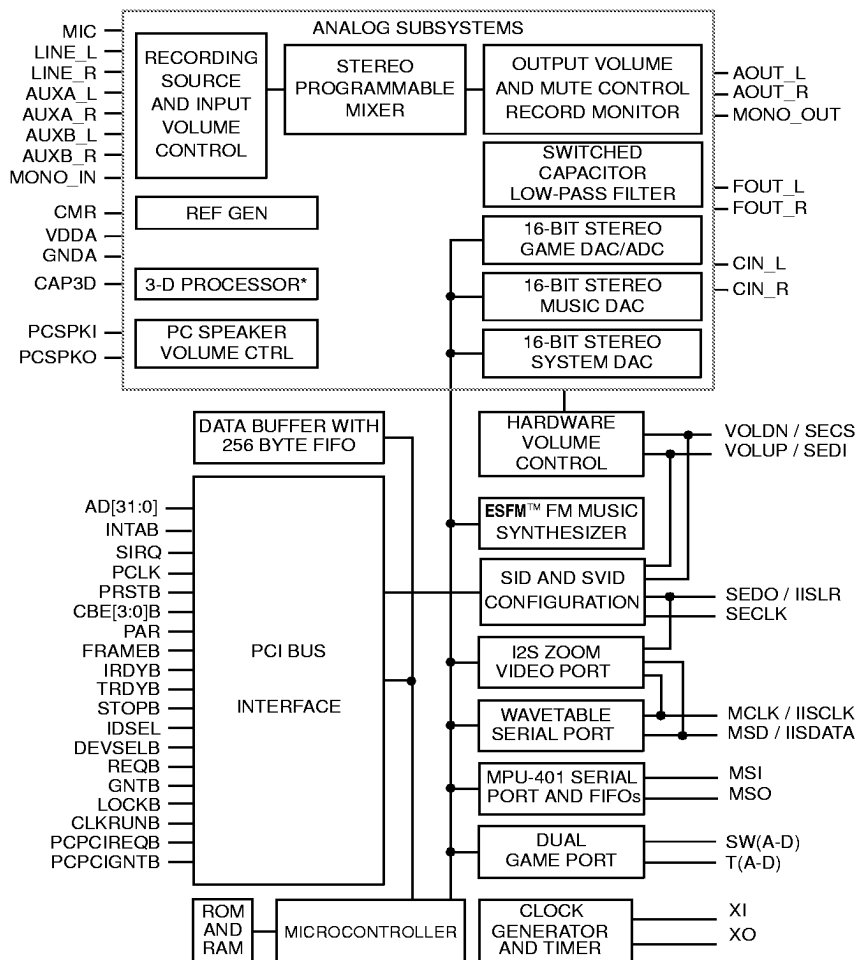 ANALOG SUBSYSTEMS
MIC
LINE_L
LINE_R
AUXA_L
AUXA_R
AUXB_L
AUXB_R
MONO_IN
CMR
VDDA
GNDA
CAP3D
PCSPKI
PCSPKO
RECORDING
SOURCE
AND INPUT
VOLUME
CONTROL
STEREO
PROGRAMMABLE
MIXER
OUTPUT VOLUME
AND MUTE CONTROL
RECORD MONITOR
SWITCHED
CAPACITOR
LOW-PASS FILTER
REF GEN
16-BIT STEREO
GAME DAC/ADC
3-D PROCESSOR*
16-BIT STEREO
MUSIC DAC
PC SPEAKER
VOLUME CTRL
16-BIT STEREO
SYSTEM DAC
AOUT_L
AOUT_R
MONO_OUT
FOUT_L
FOUT_R
CIN_L
CIN_R
DATA BUFFER WITH
256 BYTE FIFO
HARDWARE
VOLUME
CONTROL
VOLDN / SECS
VOLUP / SEDI
AD[31:0]
INTAB
SIRQ
PCLK
PRSTB
CBE[3:0]B
PAR
FRAMEB
IRDYB
TRDYB
STOPB
IDSEL
DEVSELB
REQB
GNTB
LOCKB
CLKRUNB
PCPCIREQB
PCPCIGNTB
PCI BUS
INTERFACE
ESFM™ FM MUSIC
SYNTHESIZER
SID AND SVID
CONFIGURATION
SEDO / IISLR
SECLK
I2S ZOOM
VIDEO PORT
WAVETABLE
SERIAL PORT
MCLK / IISCLK
MSD / IISDATA
MPU-401 SERIAL
PORT AND FIFOs
MSI
MSO
DUAL
GAME PORT
SW(A-D)
T(A-D)
ROM
AND
RAM
MICROCONTROLLER
CLOCK
GENERATOR
AND TIMER
XI
XO